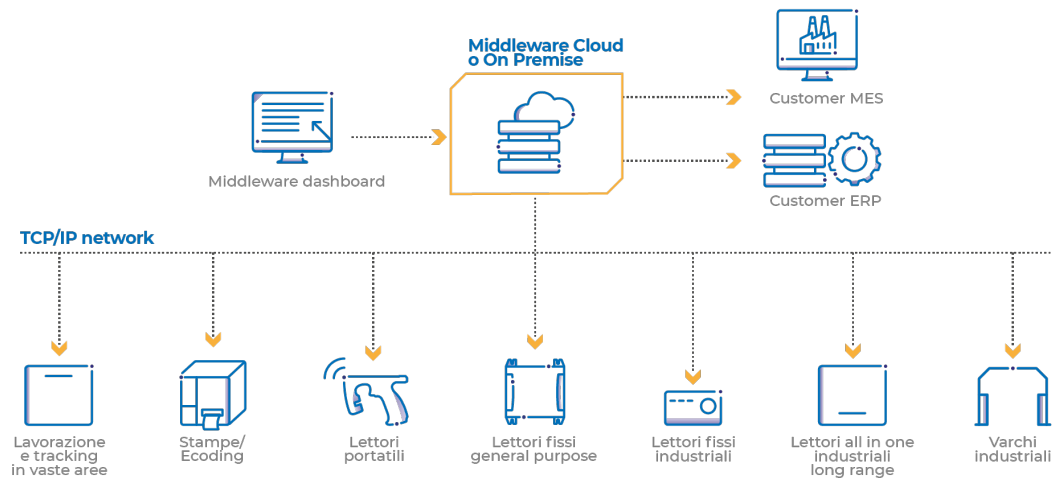 Middleware Cloud
o On Premise
Customer MES
Middleware dashboard
Customer ERP
TCP/IP network
Lavorazione
e tracking
in vaste aree
Stampe/
Ecoding
Lettori
portatili
Lettori fissi
general purpose
Lettori fissi
industriali
Lettori all in one
industriali
long range
Varchi
industriali